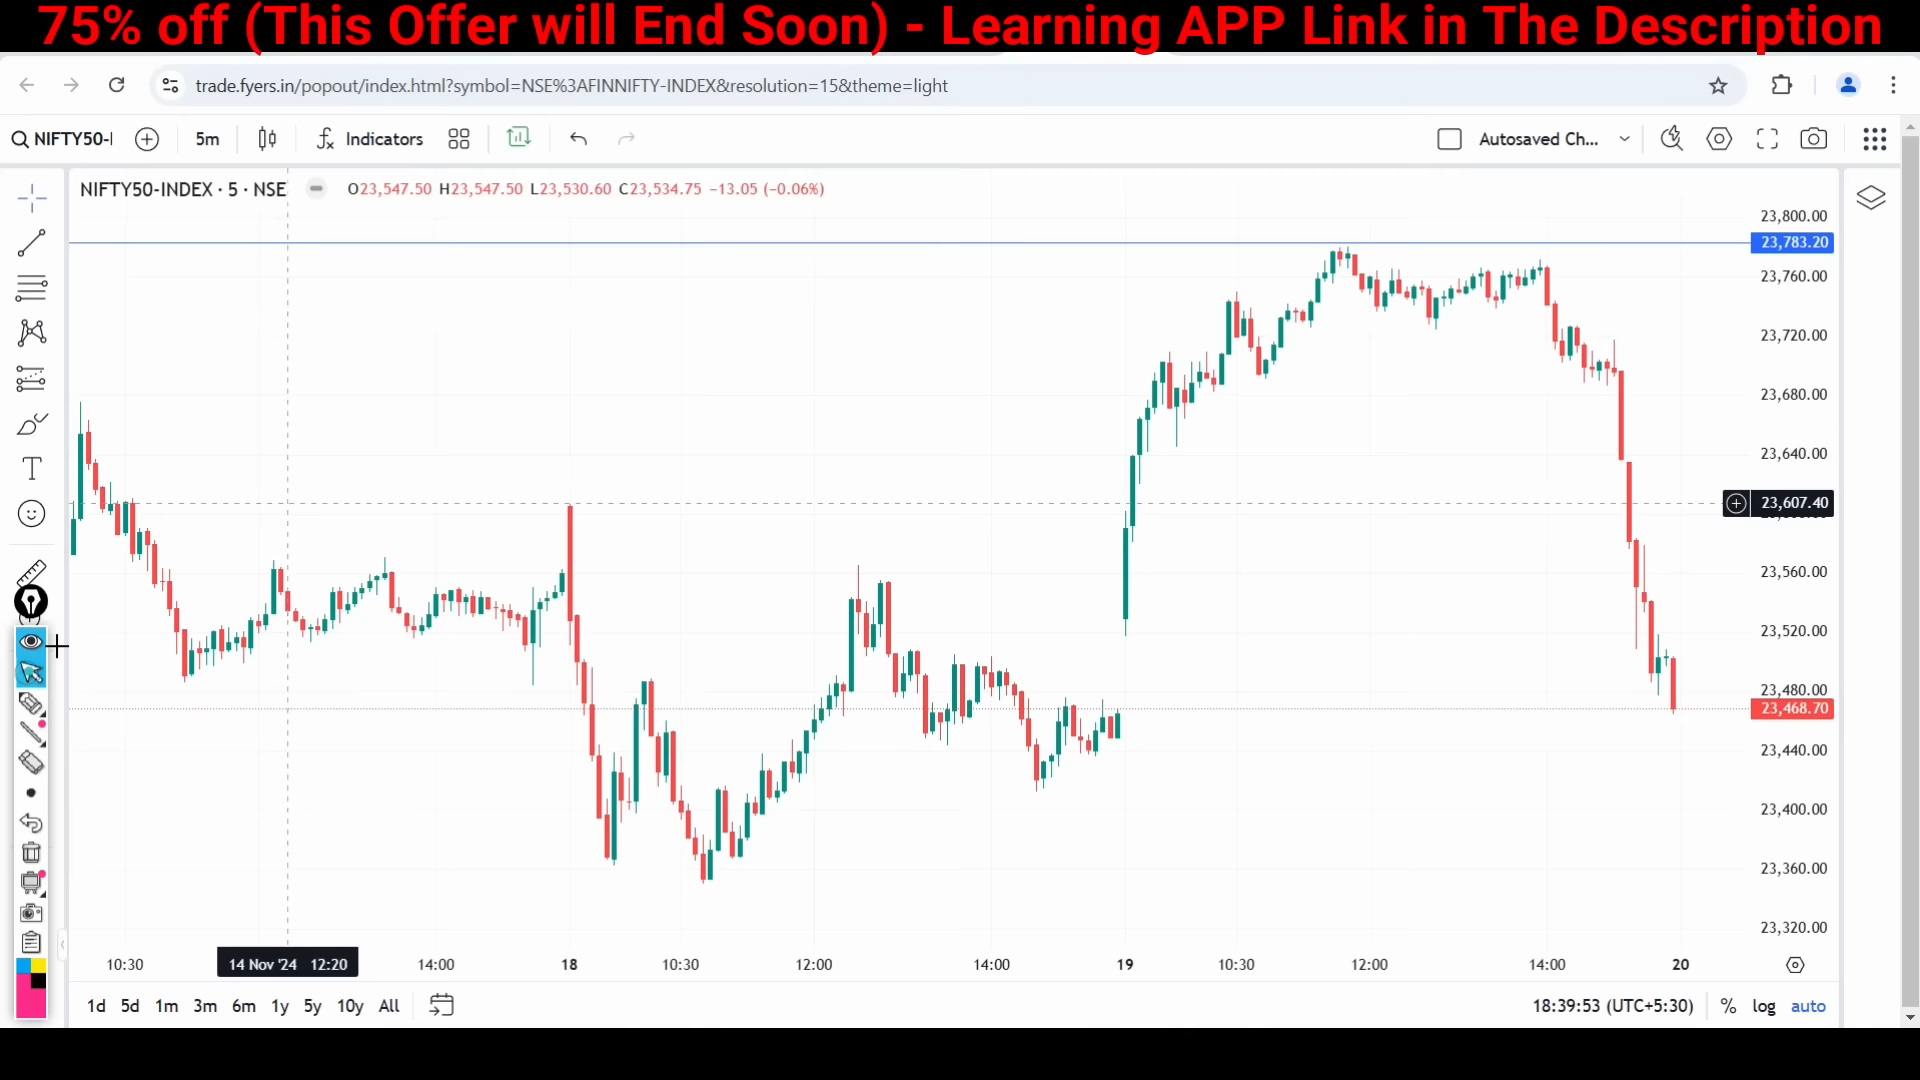 75% off (This Offer will End Soon) - Learning APP Link in The Description
trade.fyers.in/popout/index.html?symbol=NSE%3AFINNIFTY-INDEX&resolution=15&theme=light
NIFTY50-I 5m Indicators Autosaved Ch...
NIFTY50-INDEX · 5 · NSE O23,547.50 H23,547.50 L23,530.60 C23,534.75 −13.05 (−0.06%)
23,800.00
23,783.20
23,760.00
23,720.00
23,680.00
23,640.00
23,607.40
23,560.00
23,520.00
23,480.00
23,468.70
23,440.00
23,400.00
23,360.00
23,320.00
10:30 14 Nov '24 12:20 14:00 18 10:30 12:00 14:00 19 10:30 12:00 14:00 20
1d 5d 1m 3m 6m 1y 5y 10y All 18:39:53 (UTC+5:30) % log auto